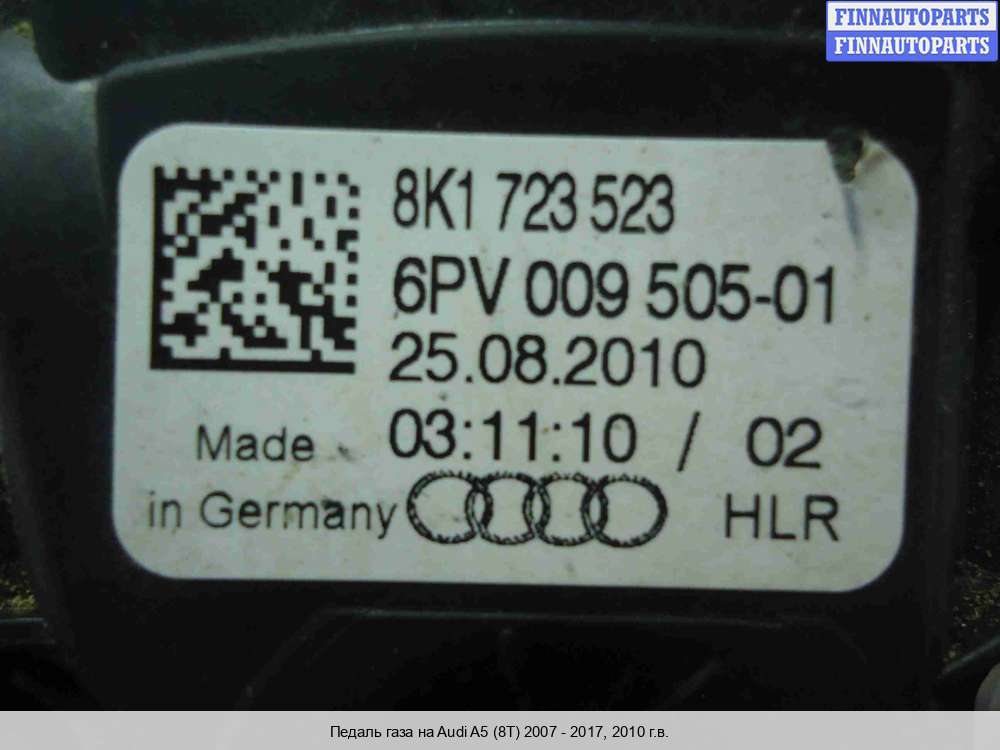 FINNAUTOPARTS
FINNAUTOPARTS
8K1 723 523
6PV 009 505-01
25.08.2010
Made 03:11:10 / 02
in Germany HLR
Педаль газа на Audi A5 (8T) 2007 - 2017, 2010 г.в.